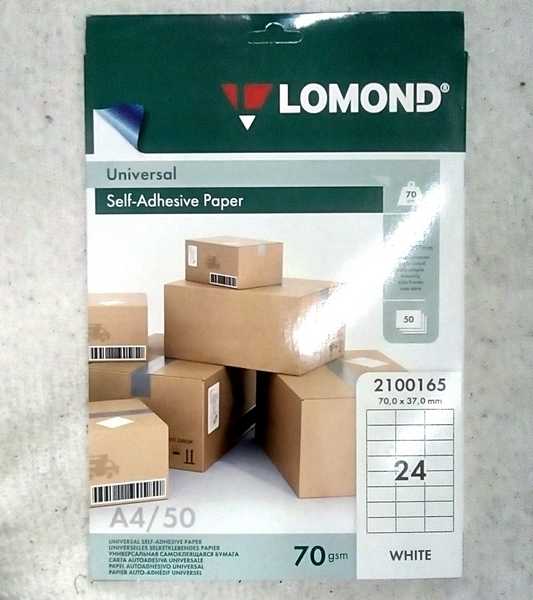 LOMOND®
Universal
Self-Adhesive Paper
70
gsm
50
2100165
70,0 x 37,0 mm
24
WHITE
A4/50
UNIVERSAL SELF-ADHESIVE PAPER
UNIVERSELLES SELBSTKLEBENDES PAPIER
УНИВЕРСАЛЬНАЯ САМОКЛЕЯЩАЯСЯ БУМАГА
CARTA AUTOADESIVA UNIVERSALE
PAPEL AUTOADHESIVO UNIVERSAL
PAPIER AUTO-ADHÉSIF UNIVERSEL
70 gsm